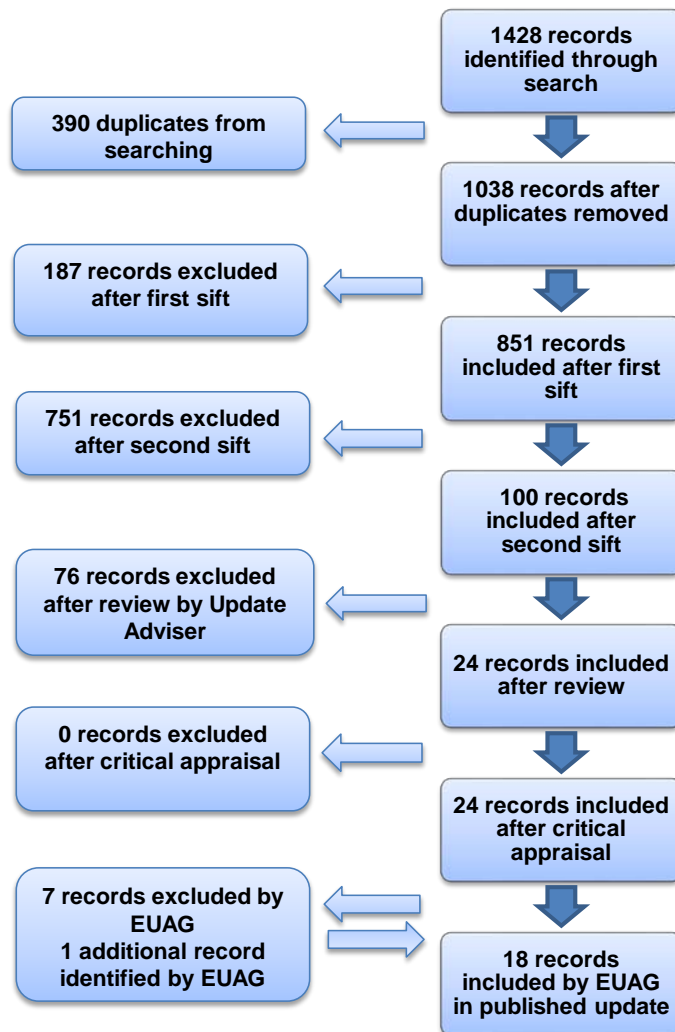 1428 records
identified through
search
390 duplicates from
searching
1038 records after
duplicates removed
187 records excluded
after first sift
851 records
included after first
sift
751 records excluded
after second sift
100 records
included after
second sift
76 records excluded
after review by Update
Adviser
24 records included
after review
0 records excluded
after critical appraisal
24 records included
after critical
appraisal
7 records excluded by
EUAG
1 additional record
identified by EUAG
18 records
included by EUAG
in published update